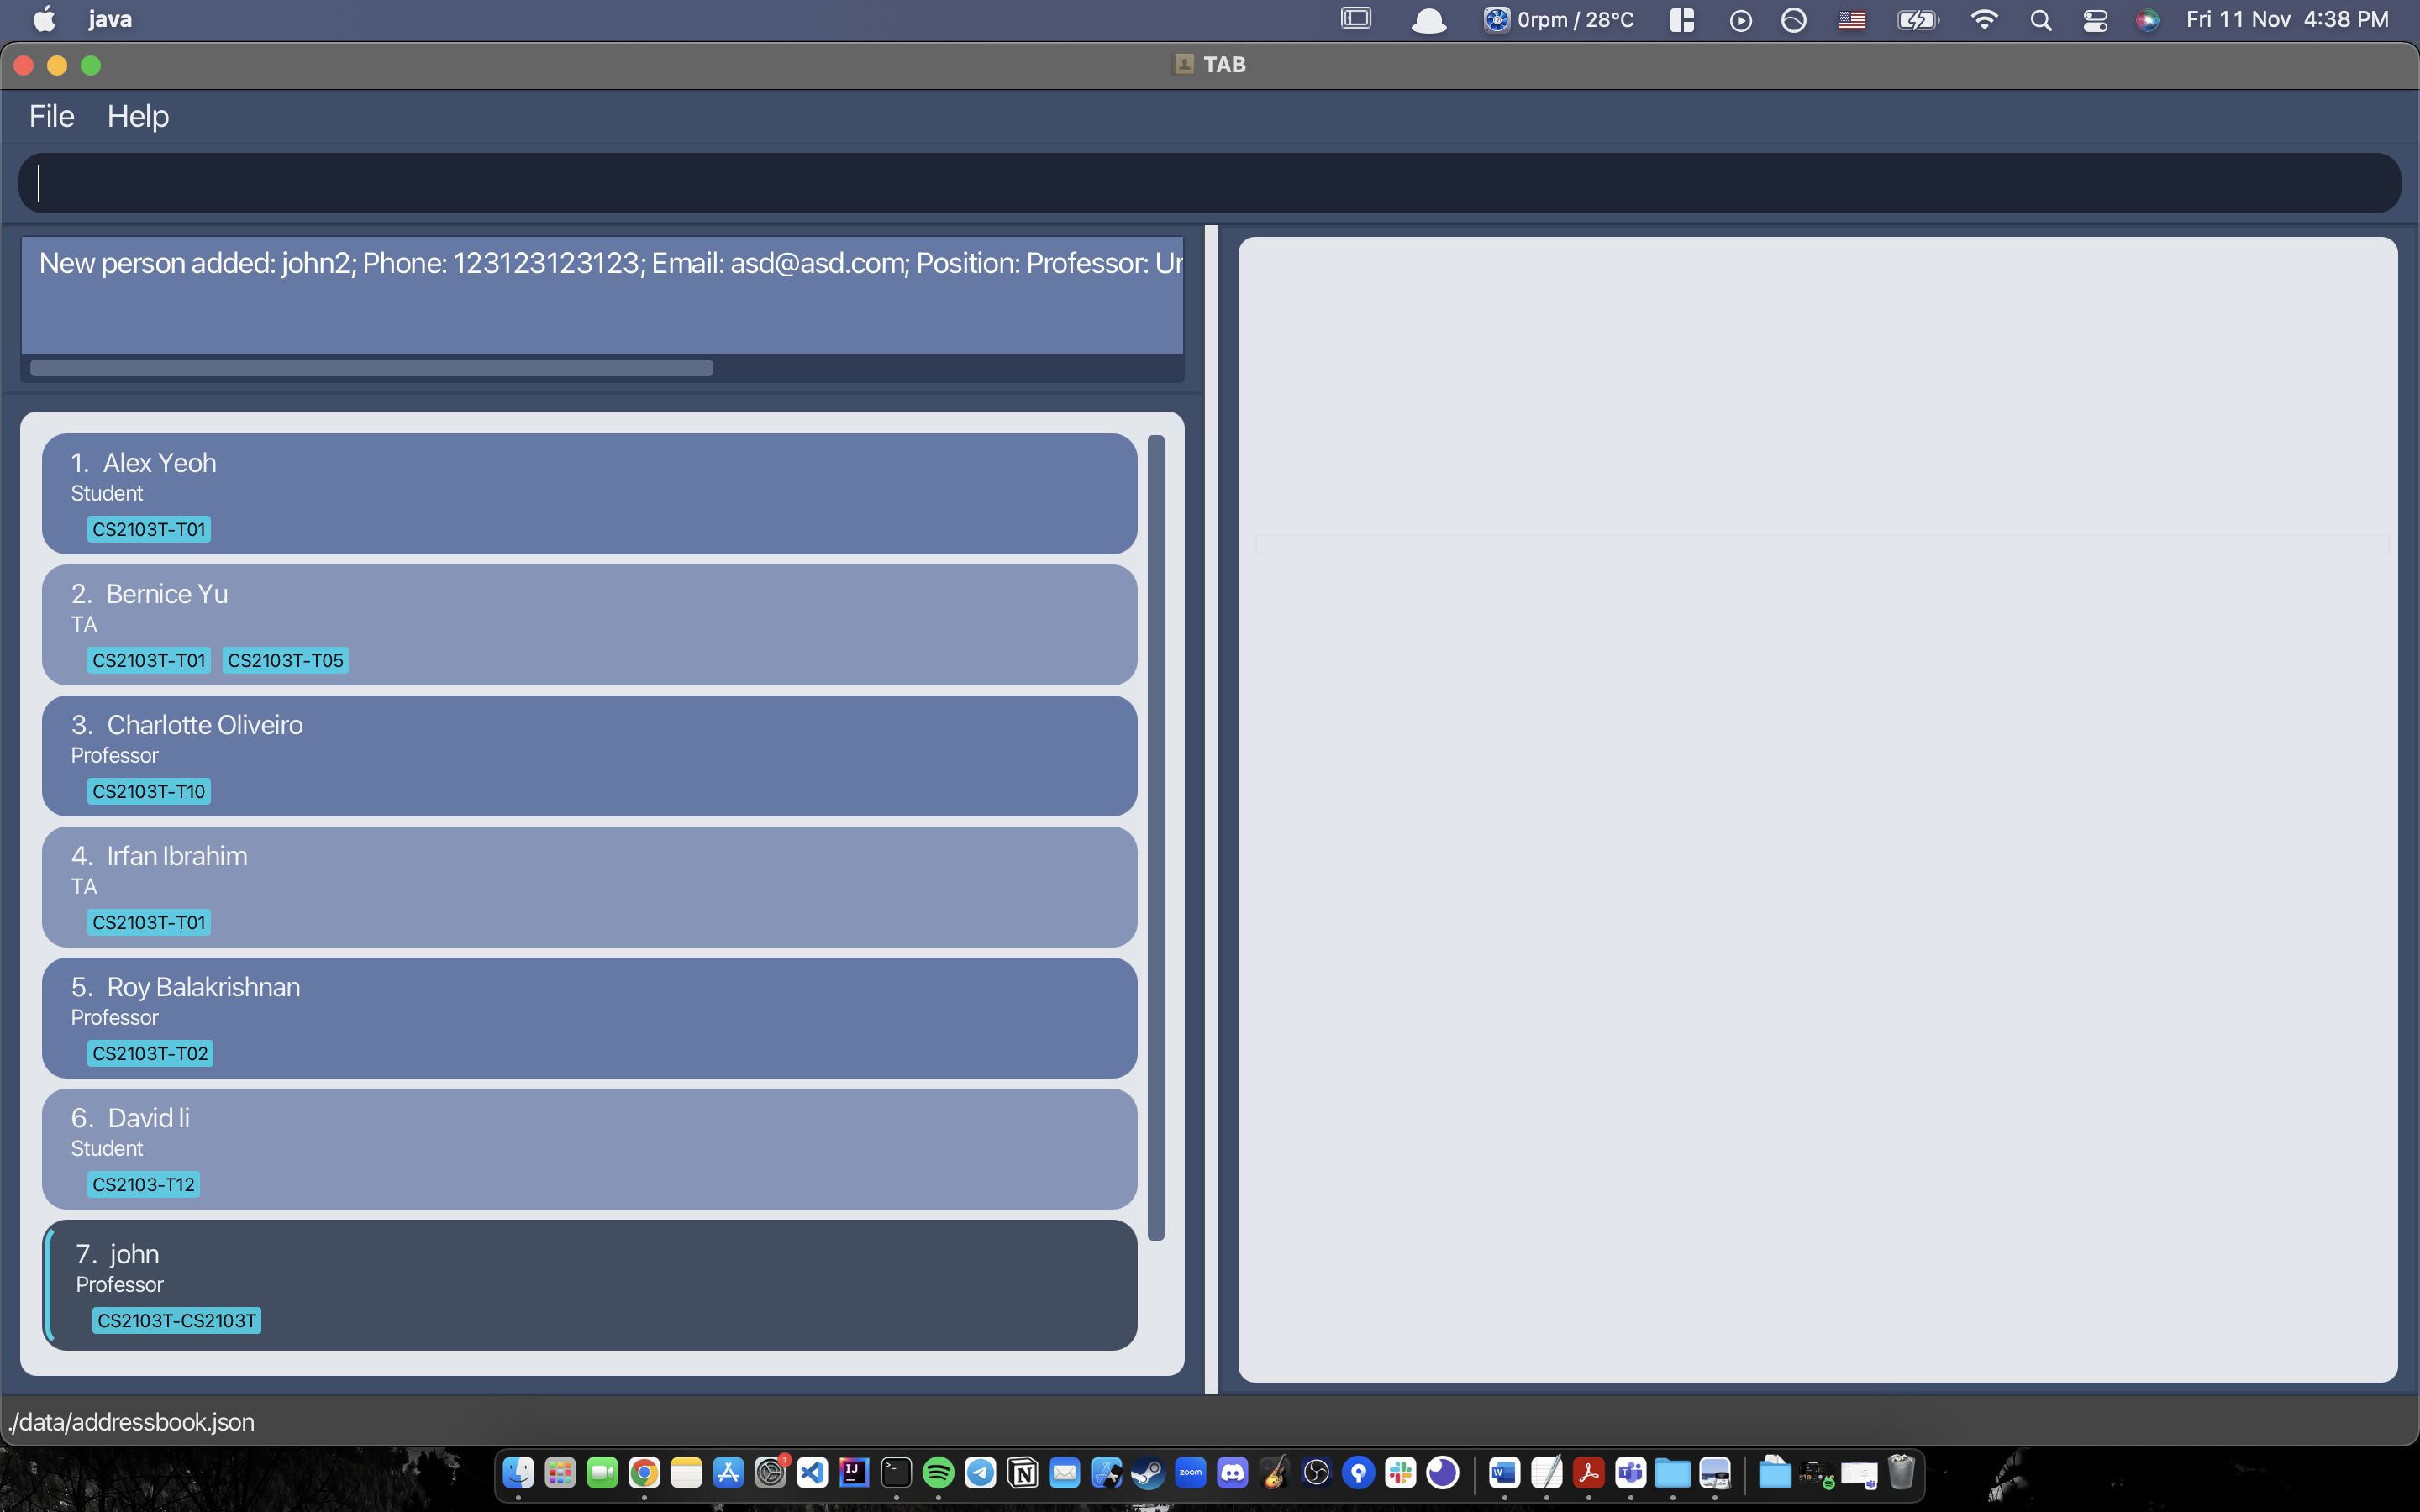 java
0rpm / 28°C
Fri 11 Nov 4:38 PM
TAB
File Help
New person added: john2; Phone: 123123123123; Email: asd@asd.com; Position: Professor: Ur
1. Alex Yeoh
Student
CS2103T-T01
2. Bernice Yu
TA
CS2103T-T01 CS2103T-T05
3. Charlotte Oliveiro
Professor
CS2103T-T10
4. Irfan Ibrahim
TA
CS2103T-T01
5. Roy Balakrishnan
Professor
CS2103T-T02
6. David li
Student
CS2103-T12
7. john
Professor
CS2103T-CS2103T
./data/addressbook.json
zoom